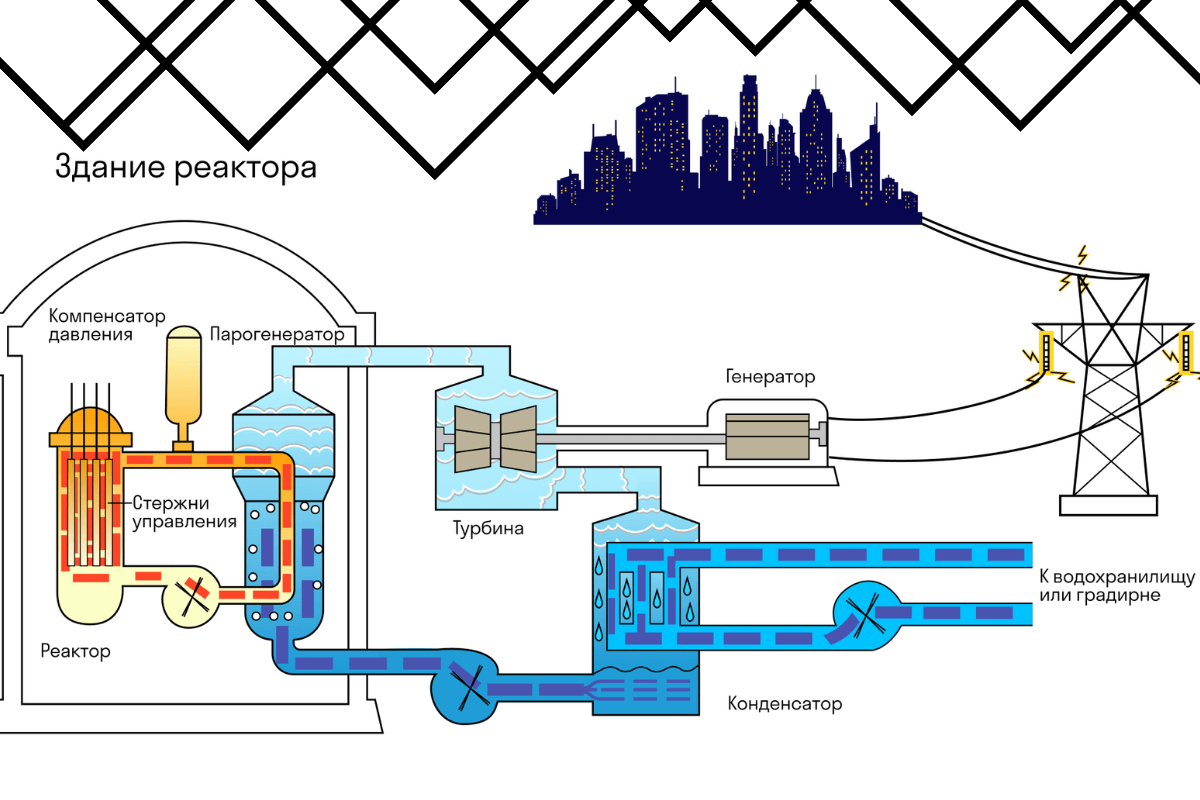 Здание реактора
Компенсатор
давления
Парогенератор
Стержни
управления
Реактор
Турбина
Генератор
Конденсатор
К водохранилищу
или градирне